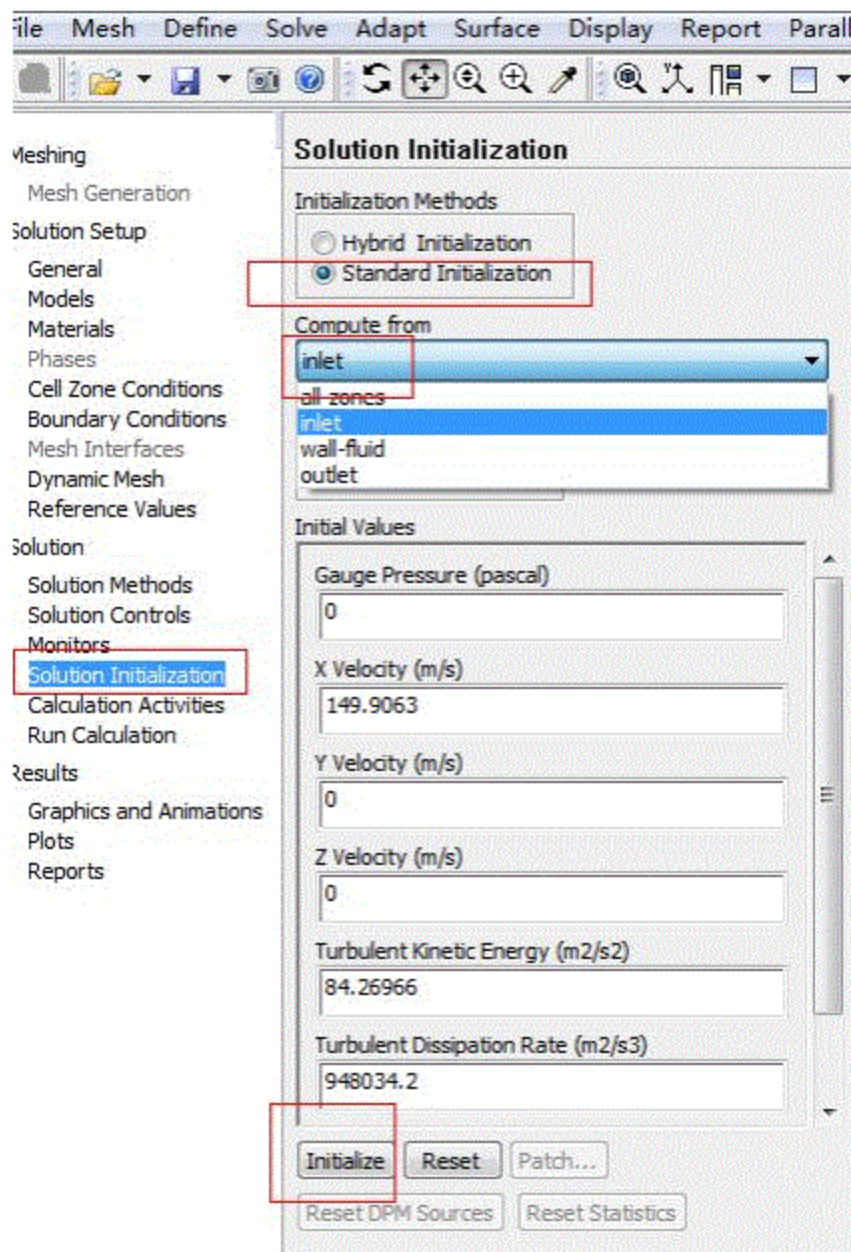 File Mesh Define Solve Adapt Surface Display Report Parall
Meshing
Mesh Generation
Solution Setup
General
Models
Materials
Phases
Cell Zone Conditions
Boundary Conditions
Mesh Interfaces
Dynamic Mesh
Reference Values
Solution
Solution Methods
Solution Controls
Monitors
Solution Initialization
Calculation Activities
Run Calculation
Results
Graphics and Animations
Plots
Reports
Solution Initialization
Initialization Methods
Hybrid Initialization
Standard Initialization
Compute from
inlet
all-zones
inlet
wall-fluid
outlet
Initial Values
Gauge Pressure (pascal)
0
X Velocity (m/s)
149.9063
Y Velocity (m/s)
0
Z Velocity (m/s)
0
Turbulent Kinetic Energy (m2/s2)
84.26966
Turbulent Dissipation Rate (m2/s3)
948034.2
Initialize Reset Patch...
Reset DPM Sources Reset Statistics